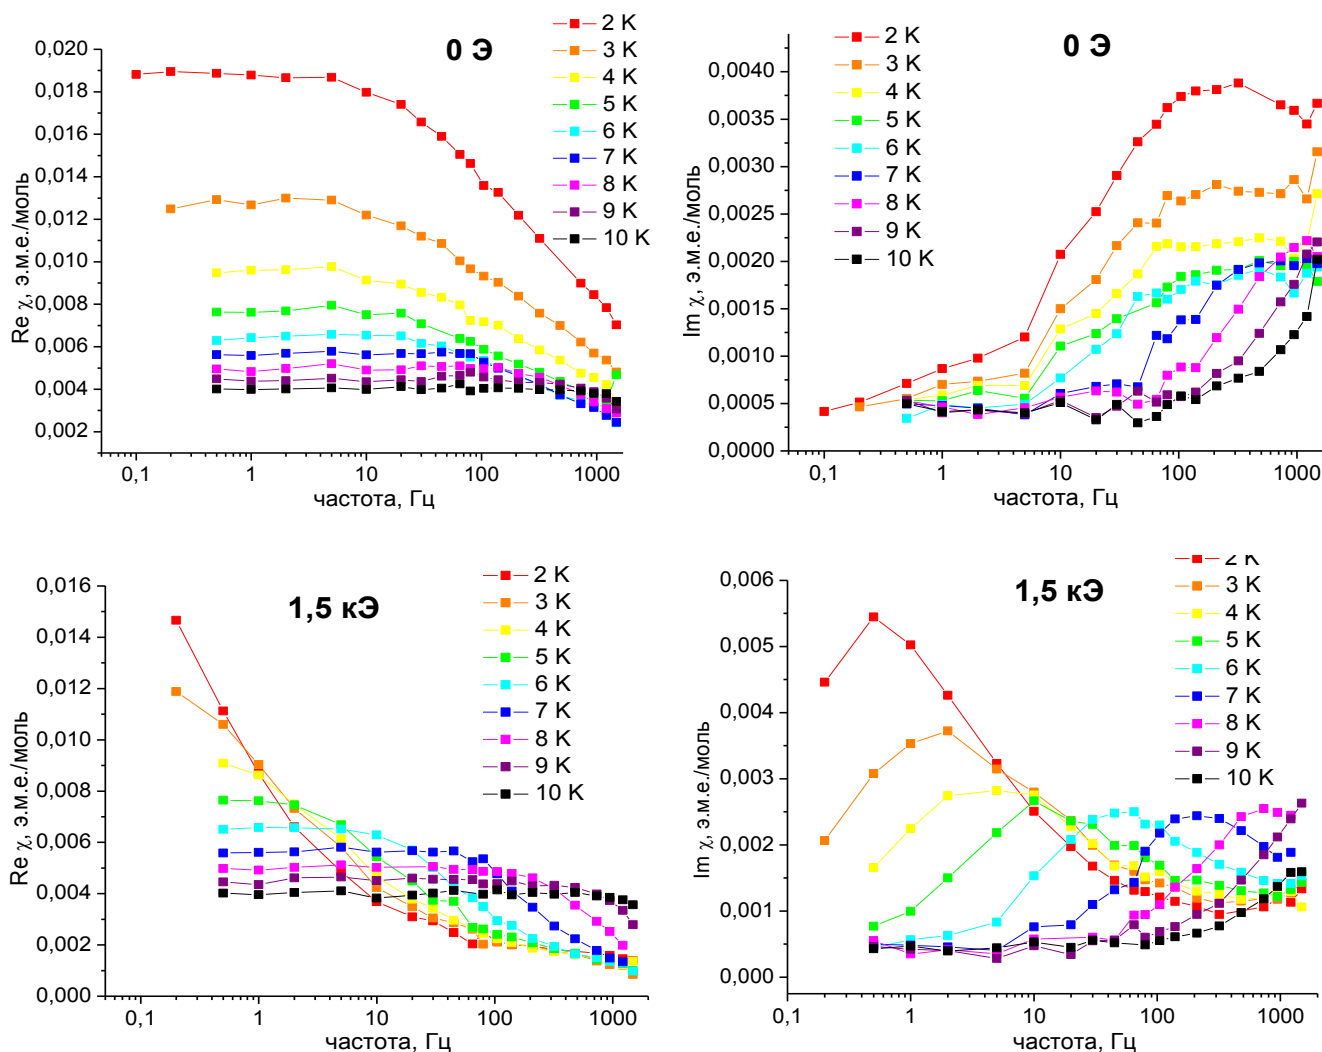 0 Э
2 K
3 K
4 K
5 K
6 K
7 K
8 K
9 K
10 K
0,020
0,018
0,016
0,014
0,012
0,010
0,008
0,006
0,004
0,002
Re χ, э.м.е./моль
0,1 1 10 100 1000
частота, Гц
0 Э
2 K
3 K
4 K
5 K
6 K
7 K
8 K
9 K
10 K
0,0040
0,0035
0,0030
0,0025
0,0020
0,0015
0,0010
0,0005
0,0000
Im χ, э.м.е./моль
0,1 1 10 100 1000
частота, Гц
1,5 кЭ
2 K
3 K
4 K
5 K
6 K
7 K
8 K
9 K
10 K
0,016
0,014
0,012
0,010
0,008
0,006
0,004
0,002
0,000
Re χ, э.м.е./моль
0,1 1 10 100 1000
частота, Гц
1,5 кЭ
2 K
3 K
4 K
5 K
6 K
7 K
8 K
9 K
10 K
0,006
0,005
0,004
0,003
0,002
0,001
0,000
Im χ, э.м.е./моль
0,1 1 10 100 1000
частота, Гц